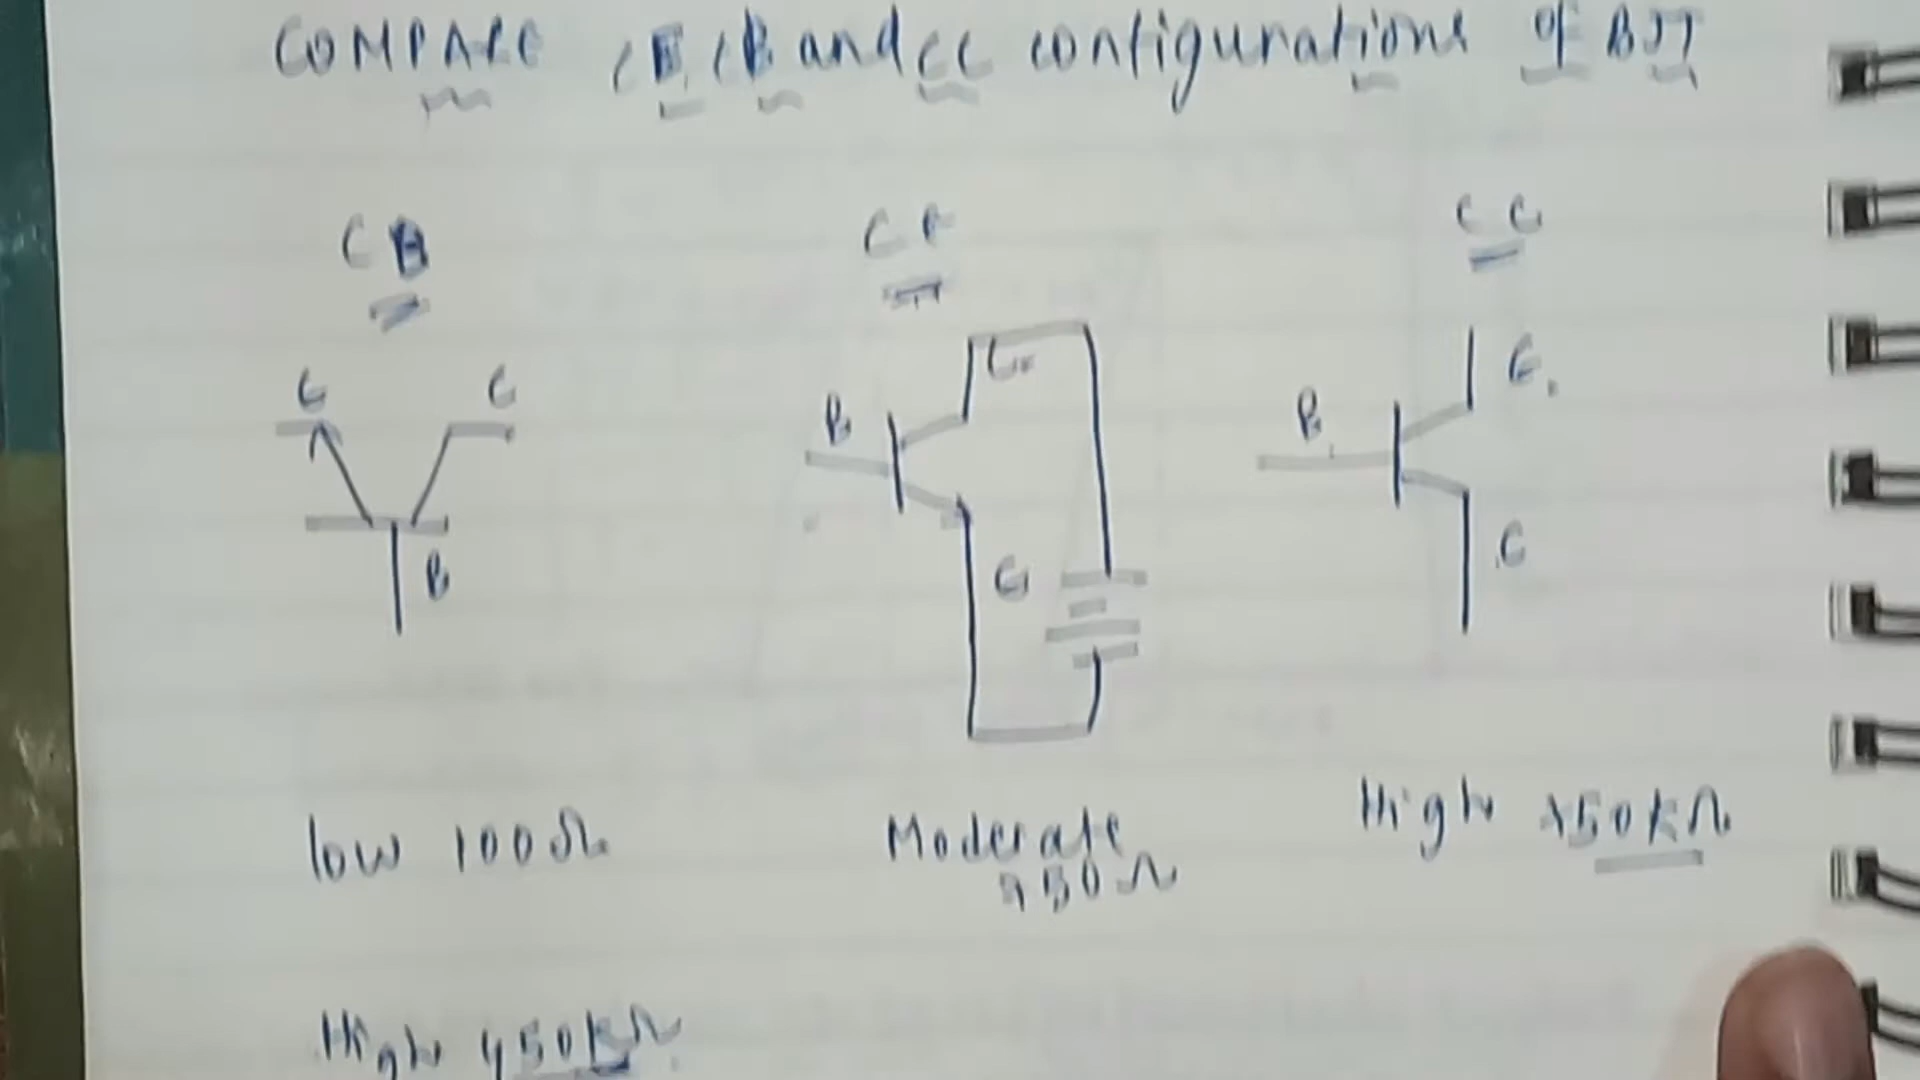 COMPARE CE, CB and CC configurations of BJT
CB CE CC
E C
B
B C
E
B E
C
low 100Ω
Moderate
750Ω
High 750kΩ
High 450kΩ